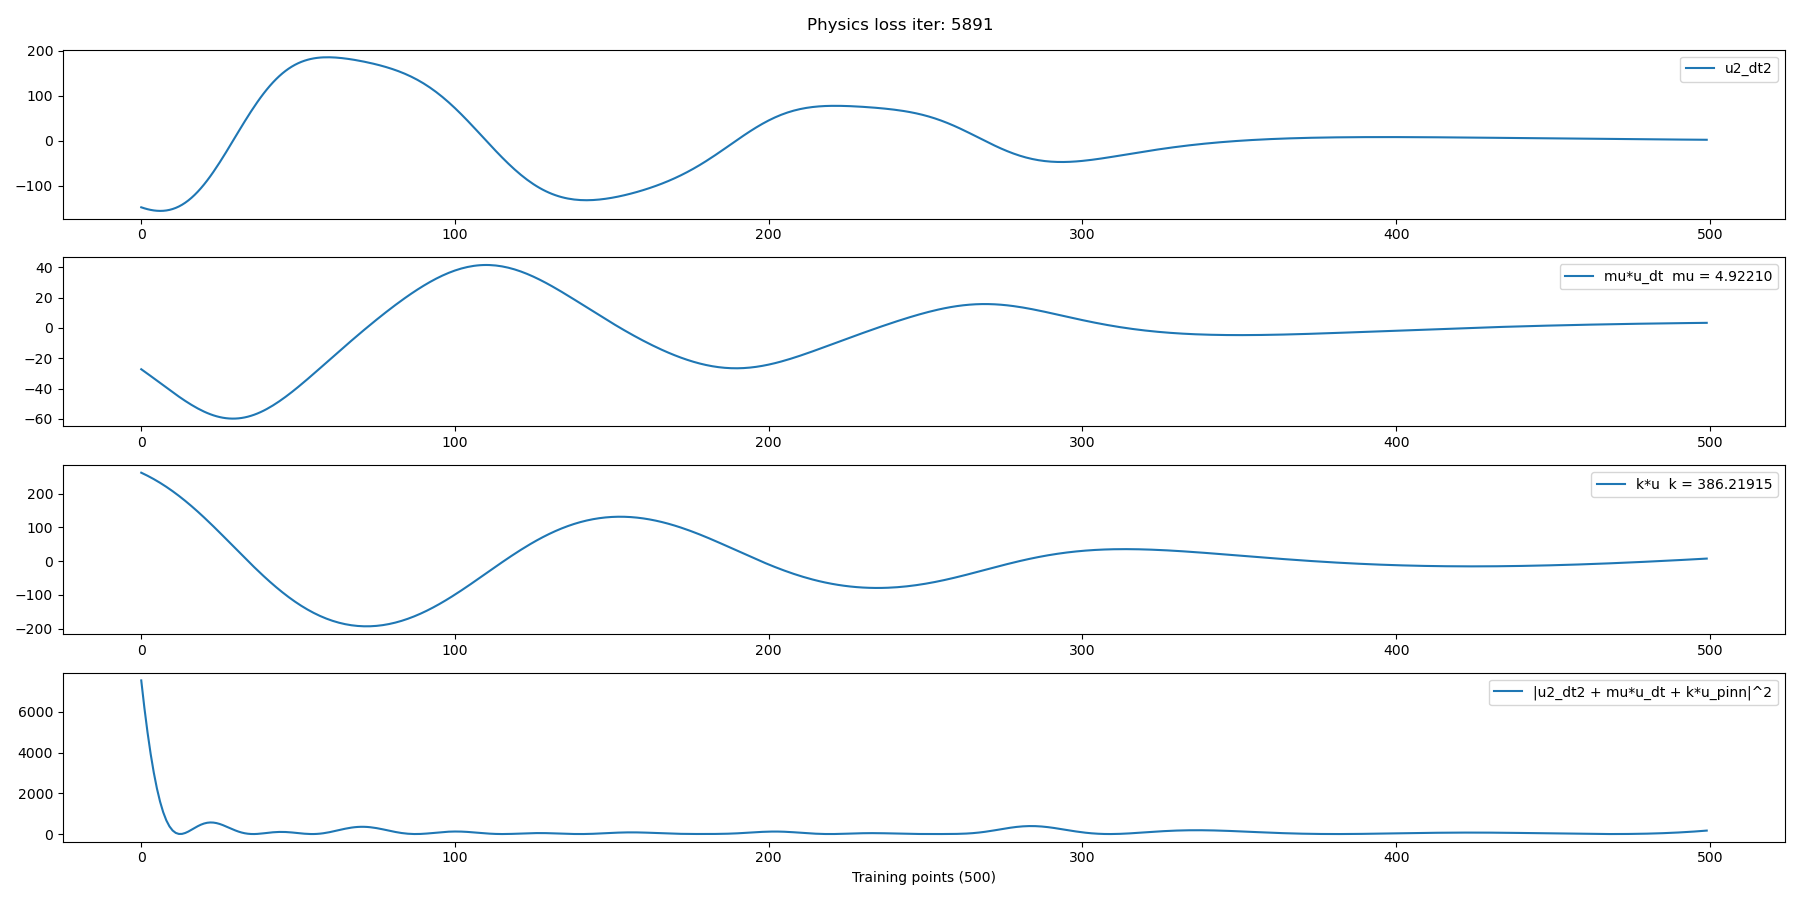 Physics loss iter: 5891
200
100
0
−100
u2_dt2
0 100 200 300 400 500
40
20
0
−20
−40
−60
mu*u_dt  mu = 4.92210
0 100 200 300 400 500
200
100
0
−100
−200
k*u  k = 386.21915
0 100 200 300 400 500
6000
4000
2000
0
|u2_dt2 + mu*u_dt + k*u_pinn|^2
0 100 200 300 400 500
Training points (500)